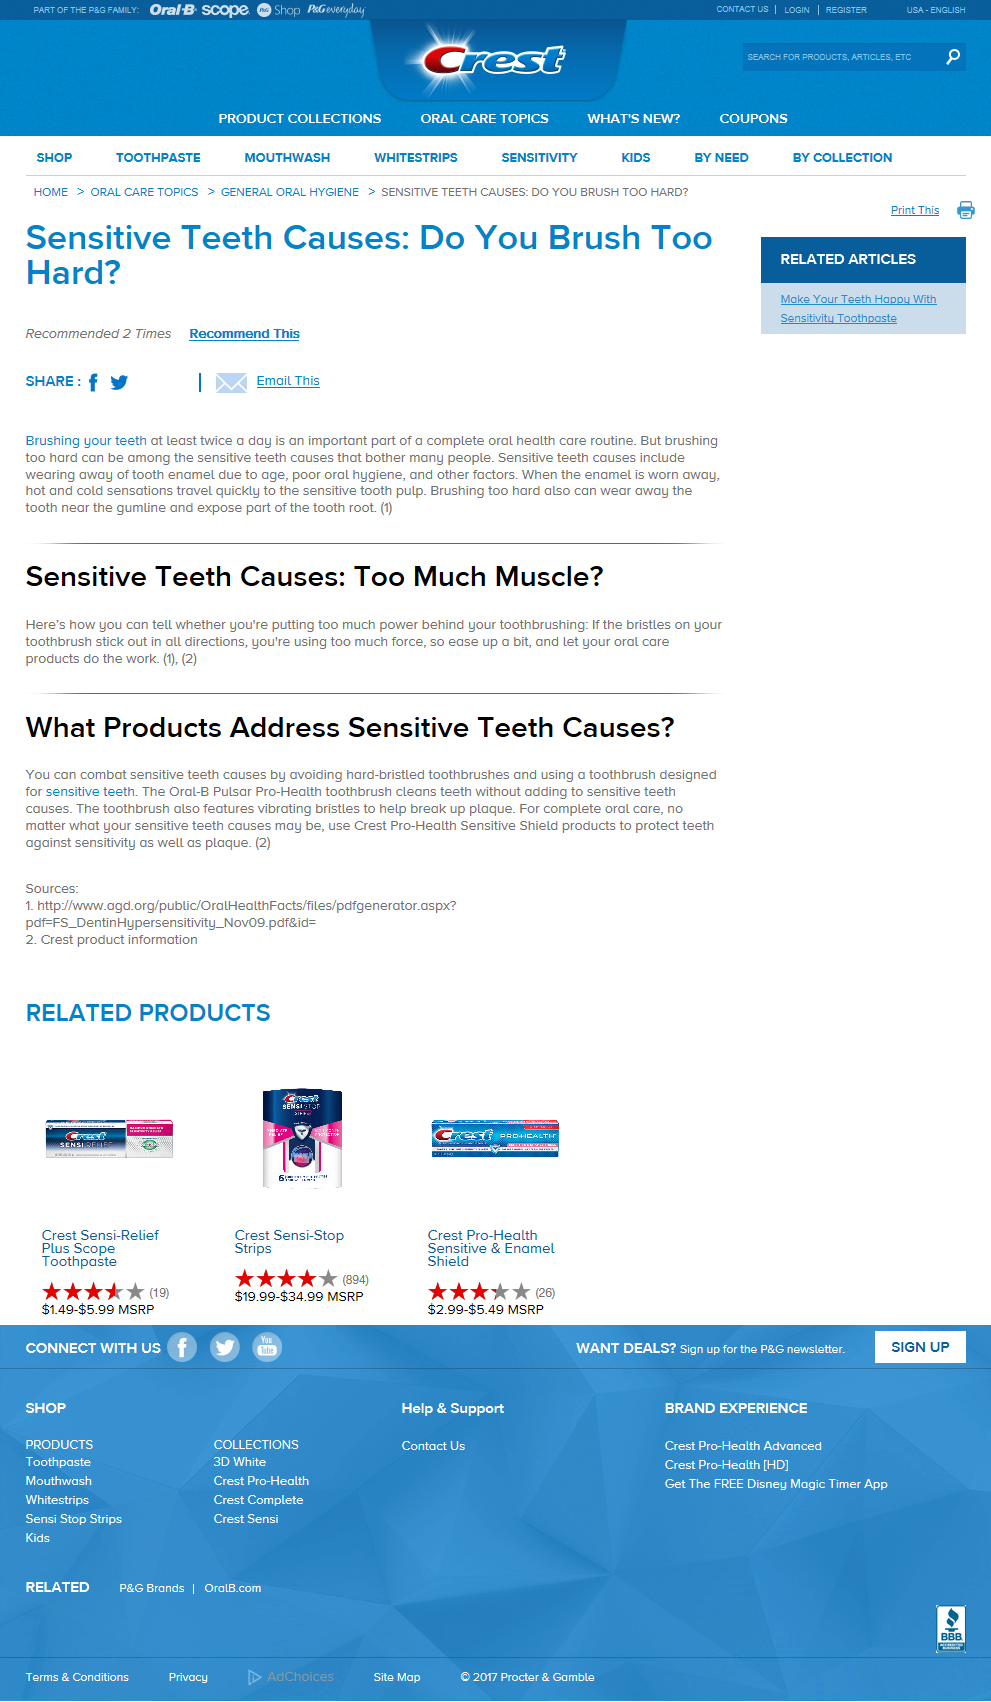 PART OF THE P&G FAMILY: Oral-B scope. P&G Shop P&G everyday
CONTACT US | LOGIN | REGISTER USA - ENGLISH
Crest
SEARCH FOR PRODUCTS, ARTICLES, ETC
PRODUCT COLLECTIONS ORAL CARE TOPICS WHAT'S NEW? COUPONS
SHOP TOOTHPASTE MOUTHWASH WHITESTRIPS SENSITIVITY KIDS BY NEED BY COLLECTION
HOME > ORAL CARE TOPICS > GENERAL ORAL HYGIENE > SENSITIVE TEETH CAUSES: DO YOU BRUSH TOO HARD?
Print This
Sensitive Teeth Causes: Do You Brush Too
Hard?
RELATED ARTICLES
Make Your Teeth Happy With
Sensitivity Toothpaste
Recommended 2 Times Recommend This
SHARE : | Email This
Brushing your teeth at least twice a day is an important part of a complete oral health care routine. But brushing
too hard can be among the sensitive teeth causes that bother many people. Sensitive teeth causes include
wearing away of tooth enamel due to age, poor oral hygiene, and other factors. When the enamel is worn away,
hot and cold sensations travel quickly to the sensitive tooth pulp. Brushing too hard also can wear away the
tooth near the gumline and expose part of the tooth root. (1)
Sensitive Teeth Causes: Too Much Muscle?
Here's how you can tell whether you're putting too much power behind your toothbrushing: If the bristles on your
toothbrush stick out in all directions, you're using too much force, so ease up a bit, and let your oral care
products do the work. (1), (2)
What Products Address Sensitive Teeth Causes?
You can combat sensitive teeth causes by avoiding hard-bristled toothbrushes and using a toothbrush designed
for sensitive teeth. The Oral-B Pulsar Pro-Health toothbrush cleans teeth without adding to sensitive teeth
causes. The toothbrush also features vibrating bristles to help break up plaque. For complete oral care, no
matter what your sensitive teeth causes may be, use Crest Pro-Health Sensitive Shield products to protect teeth
against sensitivity as well as plaque. (2)
Sources:
1. http://www.agd.org/public/OralHealthFacts/files/pdfgenerator.aspx?
pdf=FS_DentinHypersensitivity_Nov09.pdf&id=
2. Crest product information
RELATED PRODUCTS
Crest
SENSI RELIEF
Crest
SENSI STOP
STRIPS
Crest PRO-HEALTH
Crest Sensi-Relief
Plus Scope
Toothpaste
(19)
$1.49-$5.99 MSRP
Crest Sensi-Stop
Strips
(894)
$19.99-$34.99 MSRP
Crest Pro-Health
Sensitive & Enamel
Shield
(26)
$2.99-$5.49 MSRP
CONNECT WITH US You Tube
WANT DEALS? Sign up for the P&G newsletter. SIGN UP
SHOP
PRODUCTS
Toothpaste
Mouthwash
Whitestrips
Sensi Stop Strips
Kids
COLLECTIONS
3D White
Crest Pro-Health
Crest Complete
Crest Sensi
Help & Support
Contact Us
BRAND EXPERIENCE
Crest Pro-Health Advanced
Crest Pro-Health [HD]
Get The FREE Disney Magic Timer App
RELATED P&G Brands | OralB.com
BBB
ACCREDITED
BUSINESS
Terms & Conditions Privacy AdChoices Site Map © 2017 Procter & Gamble